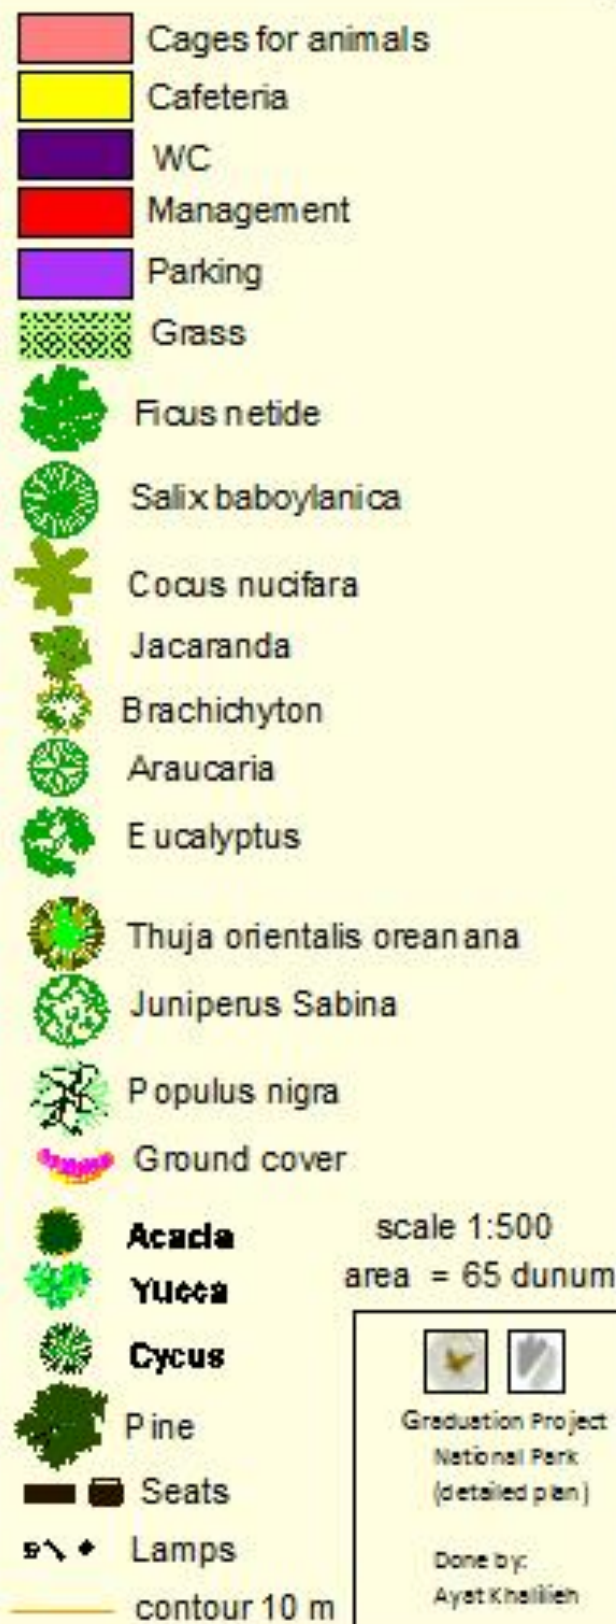 Cages for animals
Cafeteria
WC
Management
Parking
Grass
Ficus netide
Salix baboylanica
Cocus nucifara
Jacaranda
Brachichyton
Araucaria
Eucalyptus
Thuja orientalis oreanana
Juniperus Sabina
Populus nigra
Ground cover
Acacia
Yucca
Cycus
Pine
Seats
Lamps
contour 10 m
scale 1:500
area = 65 dunum
Graduation Project
National Park
(detailed plan)
Done by:
Ayat Khalilieh